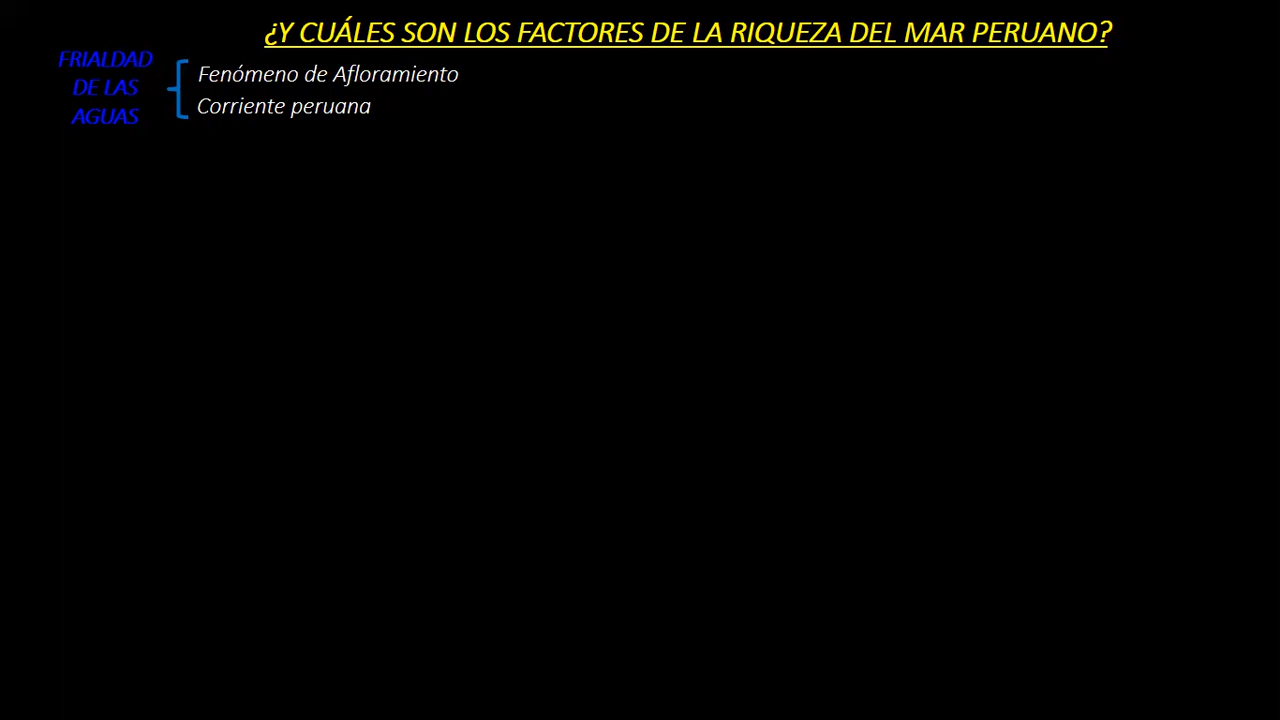 ¿Y CUÁLES SON LOS FACTORES DE LA RIQUEZA DEL MAR PERUANO?
FRIALDAD
DE LAS
AGUAS
Fenómeno de Afloramiento
Corriente peruana